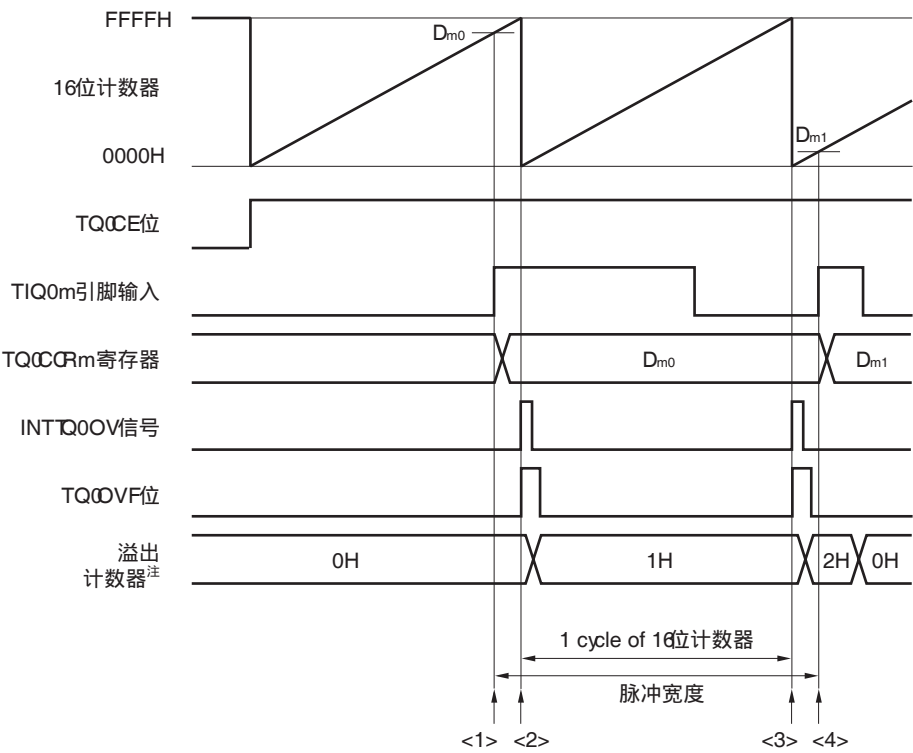 FFFFH
Dm0
16位计数器
Dm1
0000H
TQ0CE位
TIQ0m引脚输入
TQ0CCRm寄存器
Dm0
Dm1
INTTQ0OV信号
TQ0OVF位
溢出
计数器注
0H
1H
2H
0H
1 cycle of 16位计数器
脉冲宽度
<1>
<2>
<3>
<4>